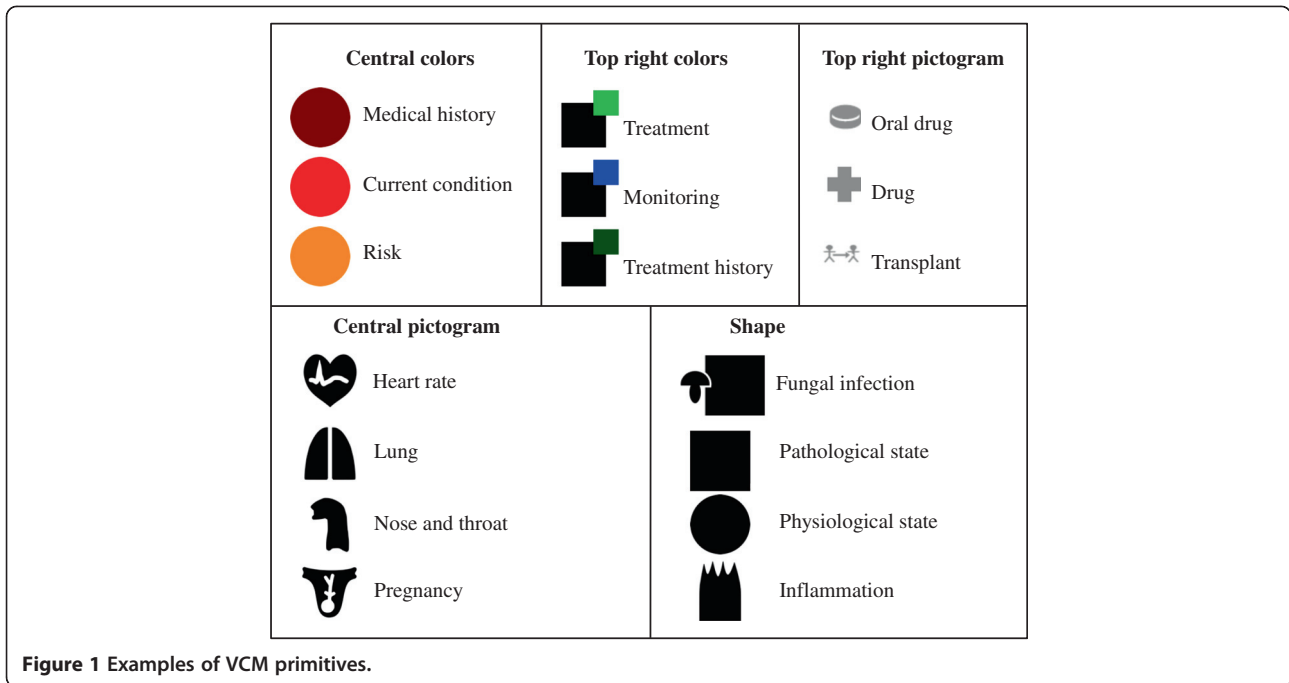 Central colors
Medical history
Current condition
Risk
Top right colors
Treatment
Monitoring
Treatment history
Top right pictogram
Oral drug
Drug
Transplant
Central pictogram
Heart rate
Lung
Nose and throat
Pregnancy
Shape
Fungal infection
Pathological state
Physiological state
Inflammation
Figure 1 Examples of VCM primitives.